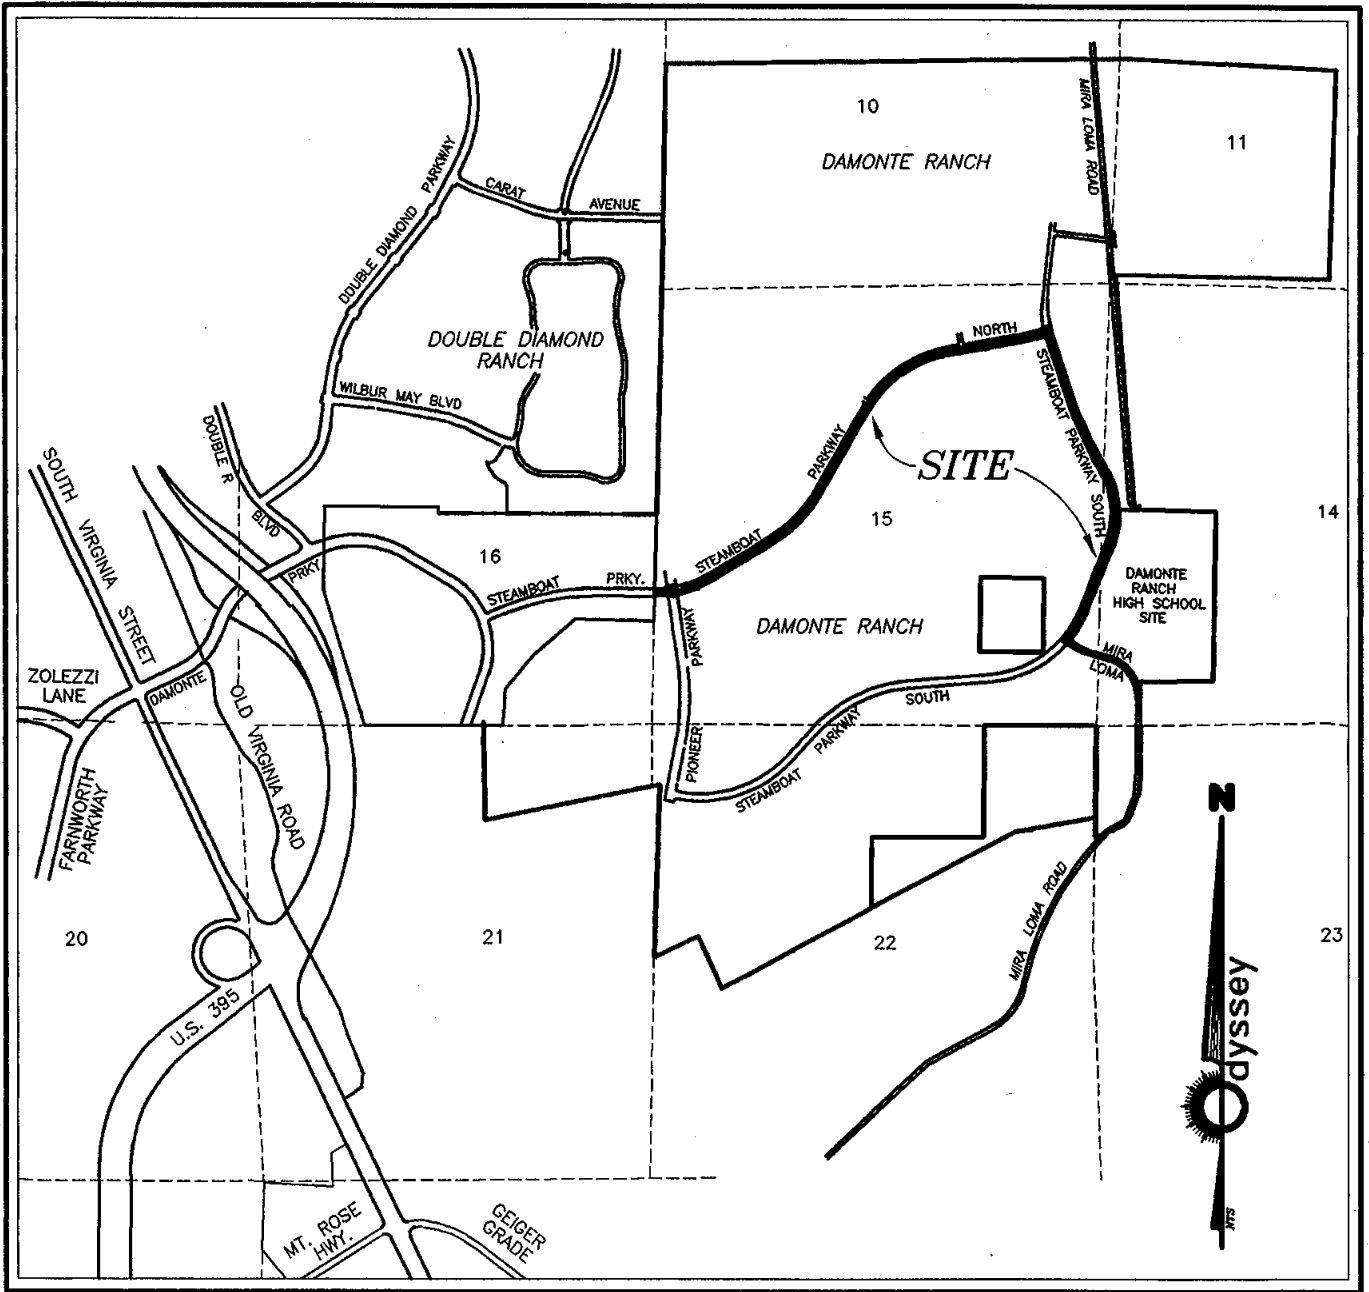 10
DAMONTE RANCH
11
MIRA LOMA ROAD
DOUBLE DIAMOND PARKWAY
CARAT
AVENUE
DOUBLE DIAMOND
RANCH
WILBUR MAY BLVD
NORTH
STEAMBOAT PARKWAY SOUTH
PARKWAY
SITE
STEAMBOAT
15
14
DOUBLE R
BLVD
PRKY
16
STEAMBOAT
PRKY.
SOUTH VIRGINIA STREET
ZOLEZZI
LANE
DAMONTE
OLD VIRGINIA ROAD
FARNWORTH
PARKWAY
DAMONTE RANCH
DAMONTE
RANCH
HIGH SCHOOL
SITE
MIRA
LOMA
PARKWAY
PIONEER
SOUTH
PARKWAY
STEAMBOAT
N
20
21
22
23
MIRA LOMA ROAD
U.S. 395
dyssey
MT. ROSE
HWY.
GEIGER
GRADE